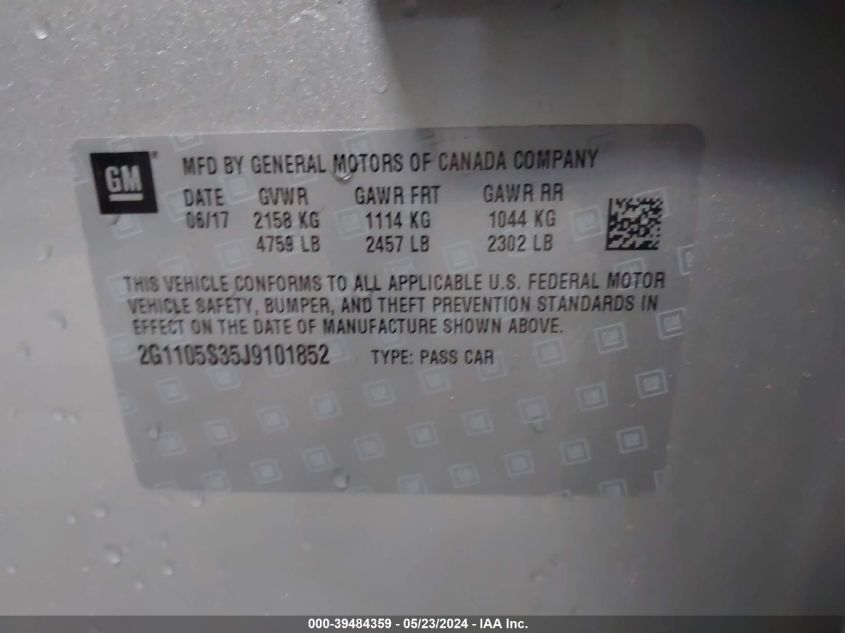 GM®
MFD BY GENERAL MOTORS OF CANADA COMPANY
DATE GVWR GAWR FRT GAWR RR
06/17 2158 KG 1114 KG 1044 KG
4759 LB 2457 LB 2302 LB
THIS VEHICLE CONFORMS TO ALL APPLICABLE U.S. FEDERAL MOTOR
VEHICLE SAFETY, BUMPER, AND THEFT PREVENTION STANDARDS IN
EFFECT ON THE DATE OF MANUFACTURE SHOWN ABOVE.
2G1105S35J9101852 TYPE: PASS CAR
000-39484359 - 05/23/2024 - IAA Inc.